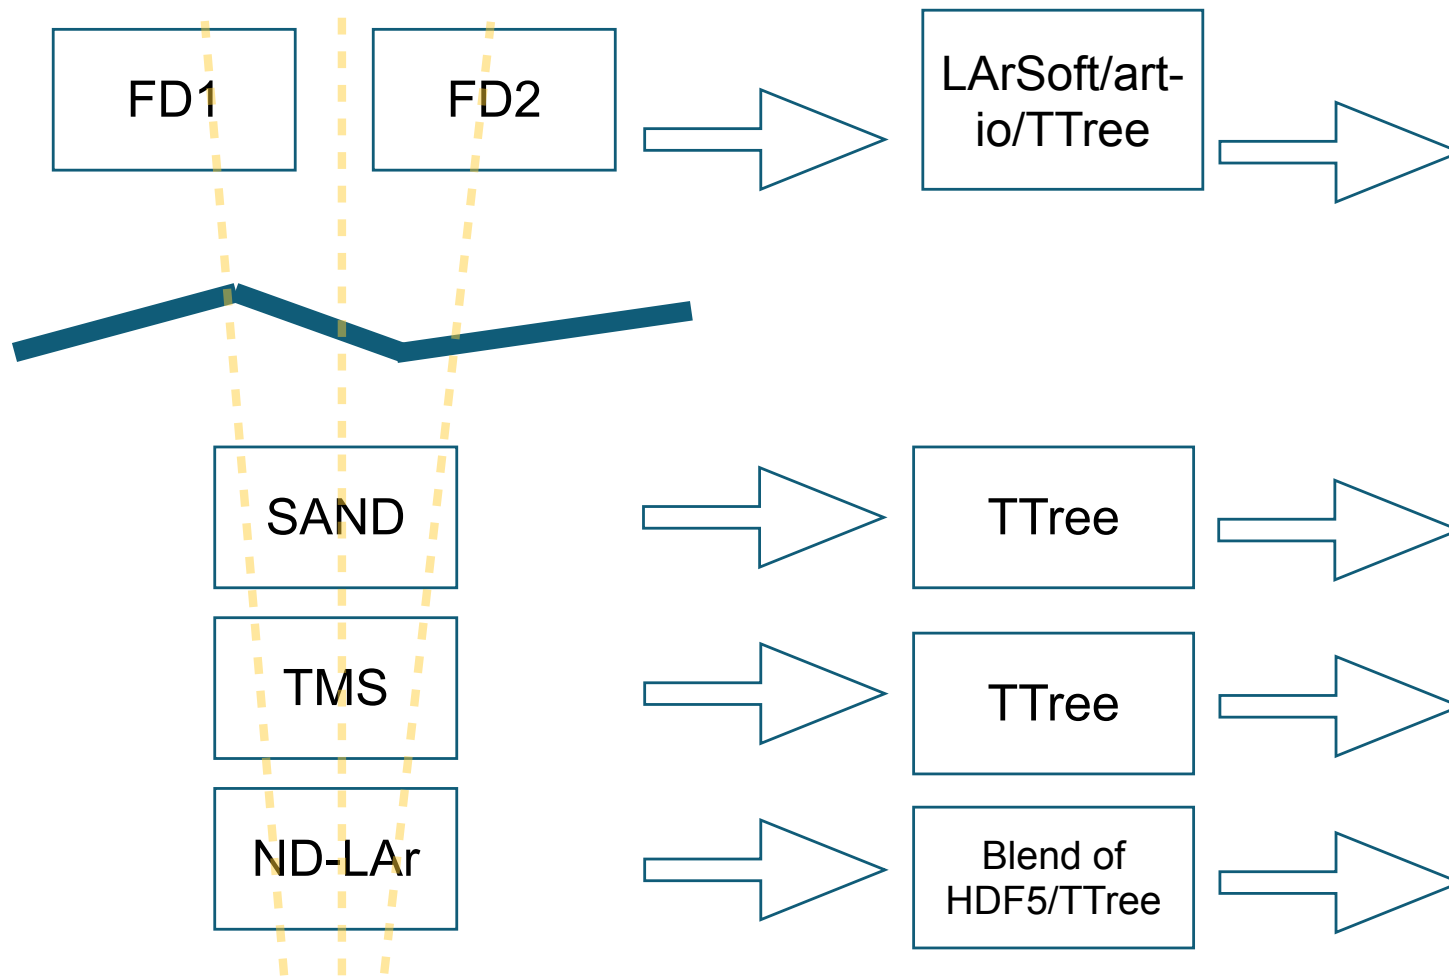 FD1
FD2
LArSoft/art-
io/TTree
SAND
TTree
TMS
TTree
ND-LAr
Blend of
HDF5/TTree